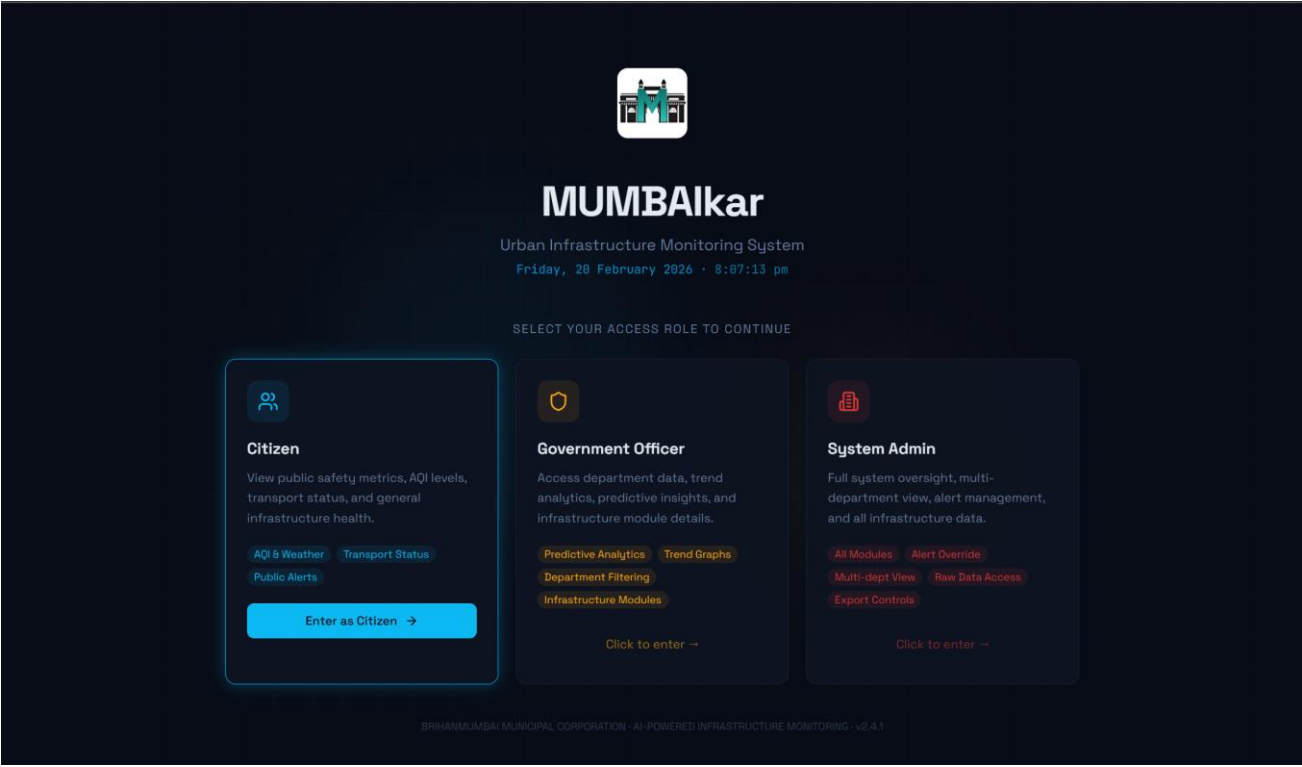 M
MUMBAIkar
Urban Infrastructure Monitoring System
Friday, 20 February 2026 · 8:07:13 pm
SELECT YOUR ACCESS ROLE TO CONTINUE
Citizen
View public safety metrics, AQI levels,
transport status, and general
infrastructure health.
AQI & Weather Transport Status
Public Alerts
Enter as Citizen →
Government Officer
Access department data, trend
analytics, predictive insights, and
infrastructure module details.
Predictive Analytics Trend Graphs
Department Filtering
Infrastructure Modules
Click to enter →
System Admin
Full system oversight, multi-
department view, alert management,
and all infrastructure data.
All Modules Alert Override
Multi-dept View Raw Data Access
Export Controls
Click to enter →
BRIHANMUMBAI MUNICIPAL CORPORATION · AI-POWERED INFRASTRUCTURE MONITORING · v2.4.1